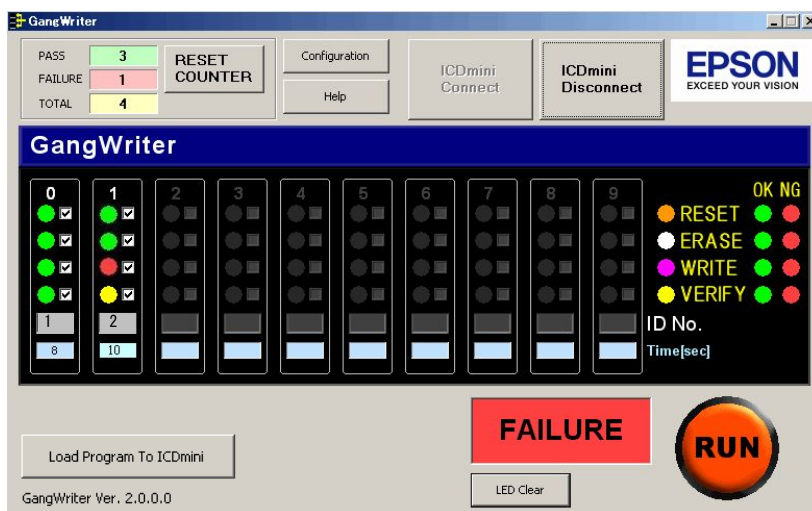 GangWriter
PASS 3
FAILURE 1
TOTAL 4
RESET
COUNTER
Configuration
Help
ICDmini
Connect
ICDmini
Disconnect
EPSON
EXCEED YOUR VISION
GangWriter
0 1 2 3 4 5 6 7 8 9 OK NG
RESET
ERASE
WRITE
VERIFY
1 2 ID No.
8 10 Time[sec]
FAILURE
RUN
Load Program To ICDmini
LED Clear
GangWriter Ver. 2.0.0.0